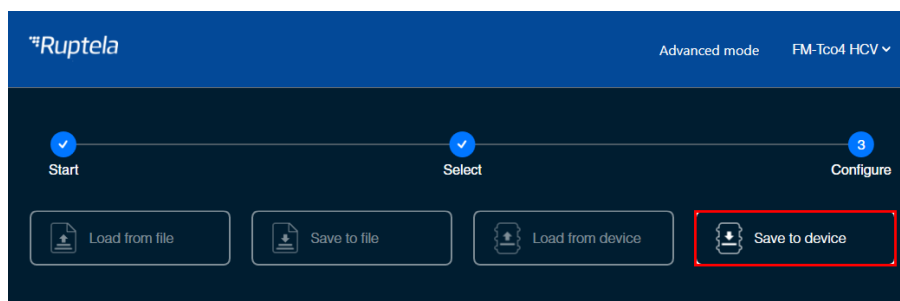 Ruptela
Advanced mode
FM-Tco4 HCV
3
Start
Select
Configure
Load from file
Save to file
Load from device
Save to device